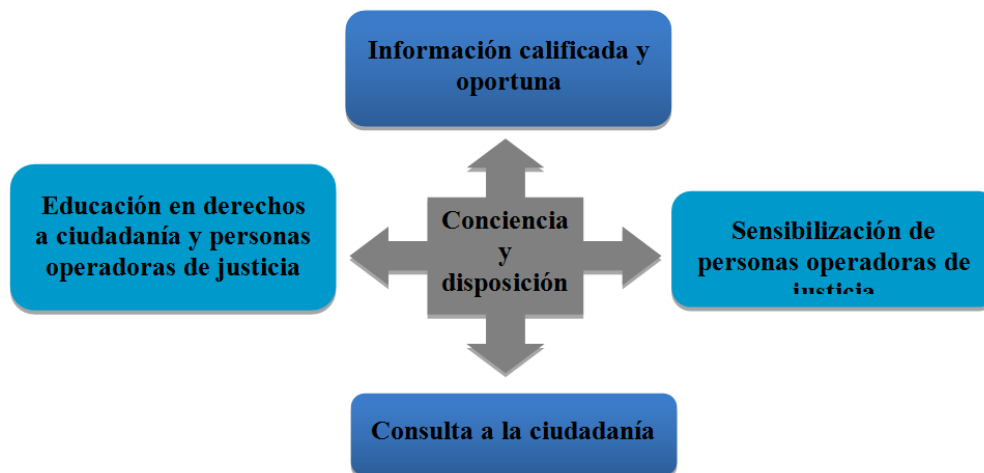 Información calificada y
oportuna
Educación en derechos
a ciudadanía y personas
operadoras de justicia
Conciencia
y
disposición
Sensibilización de
personas operadoras de
justicia
Consulta a la ciudadanía